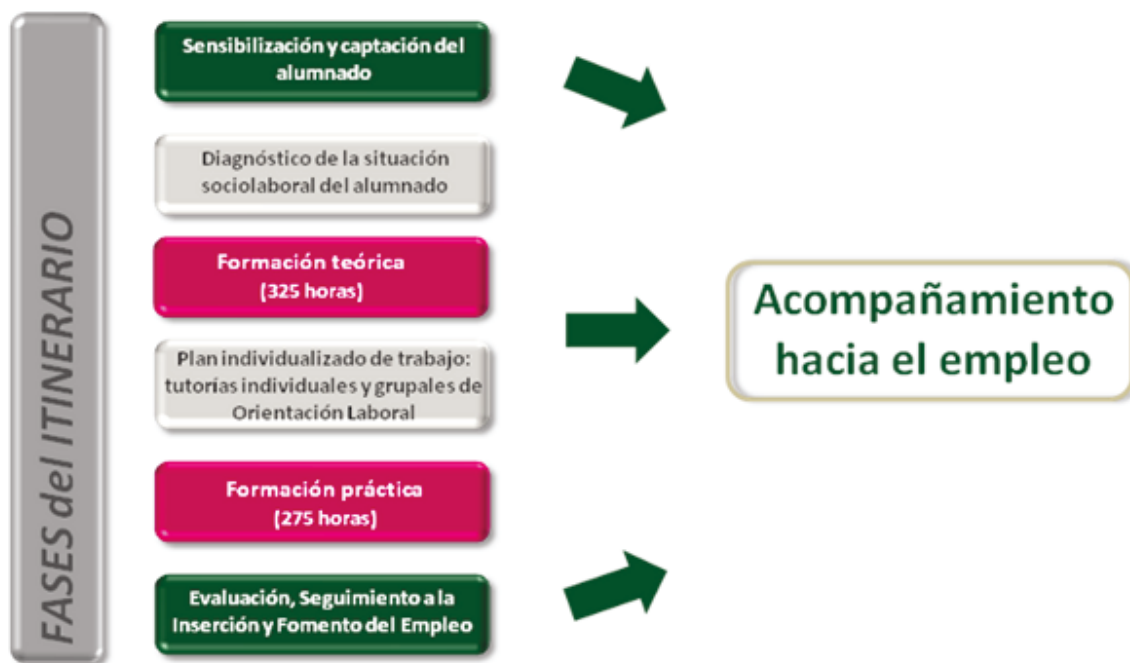 FASES del ITINERARIO
Sensibilización y captación del
alumnado
Diagnóstico de la situación
sociolaboral del alumnado
Formación teórica
(325 horas)
Plan individualizado de trabajo:
tutorías individuales y grupales de
Orientación Laboral
Formación práctica
(275 horas)
Evaluación, Seguimiento a la
Inserción y Fomento del Empleo
Acompañamiento
hacia el empleo